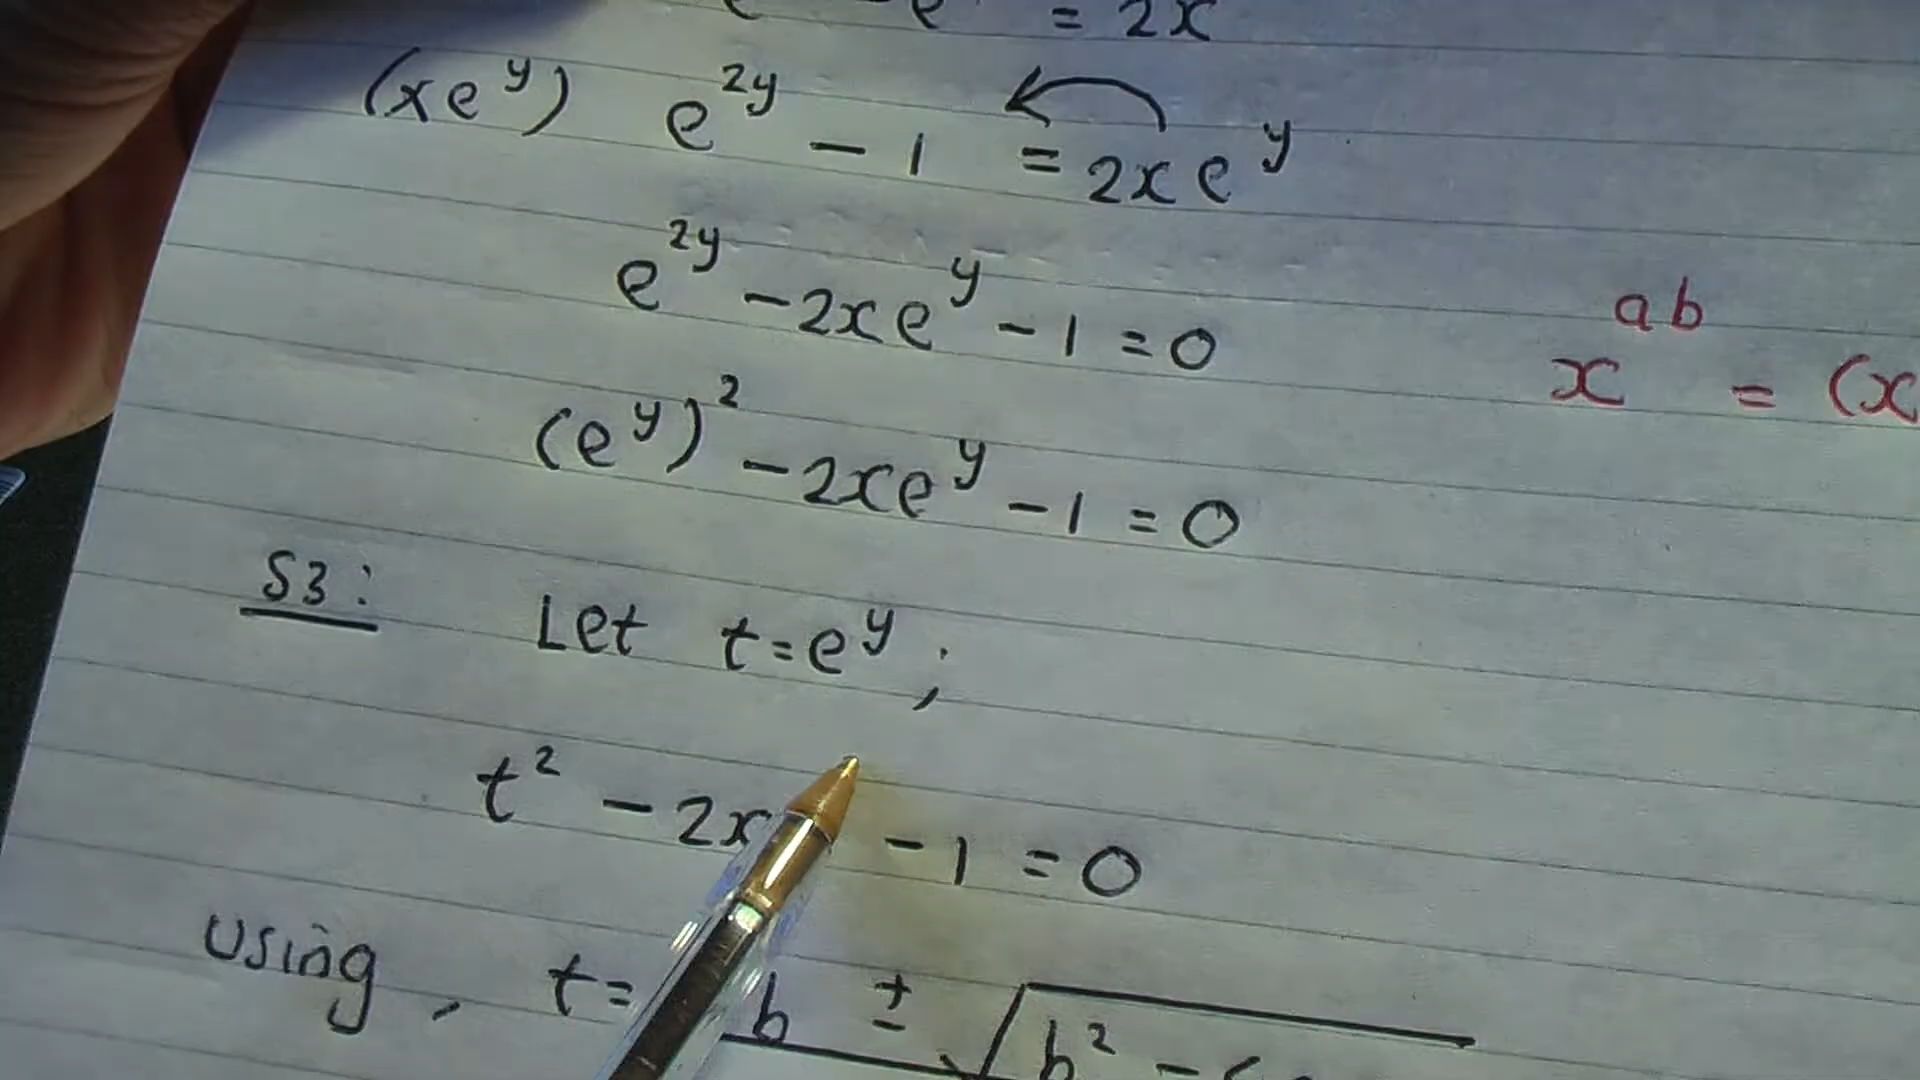 = 2x
(xe^y) e^{2y} - 1 = 2xe^y
e^{2y} - 2xe^y - 1 = 0
x^{ab} = (x
(e^y)^2 - 2xe^y - 1 = 0
S3: Let t = e^y ;
t^2 - 2x - 1 = 0
using, t = b ± √ b^2 -